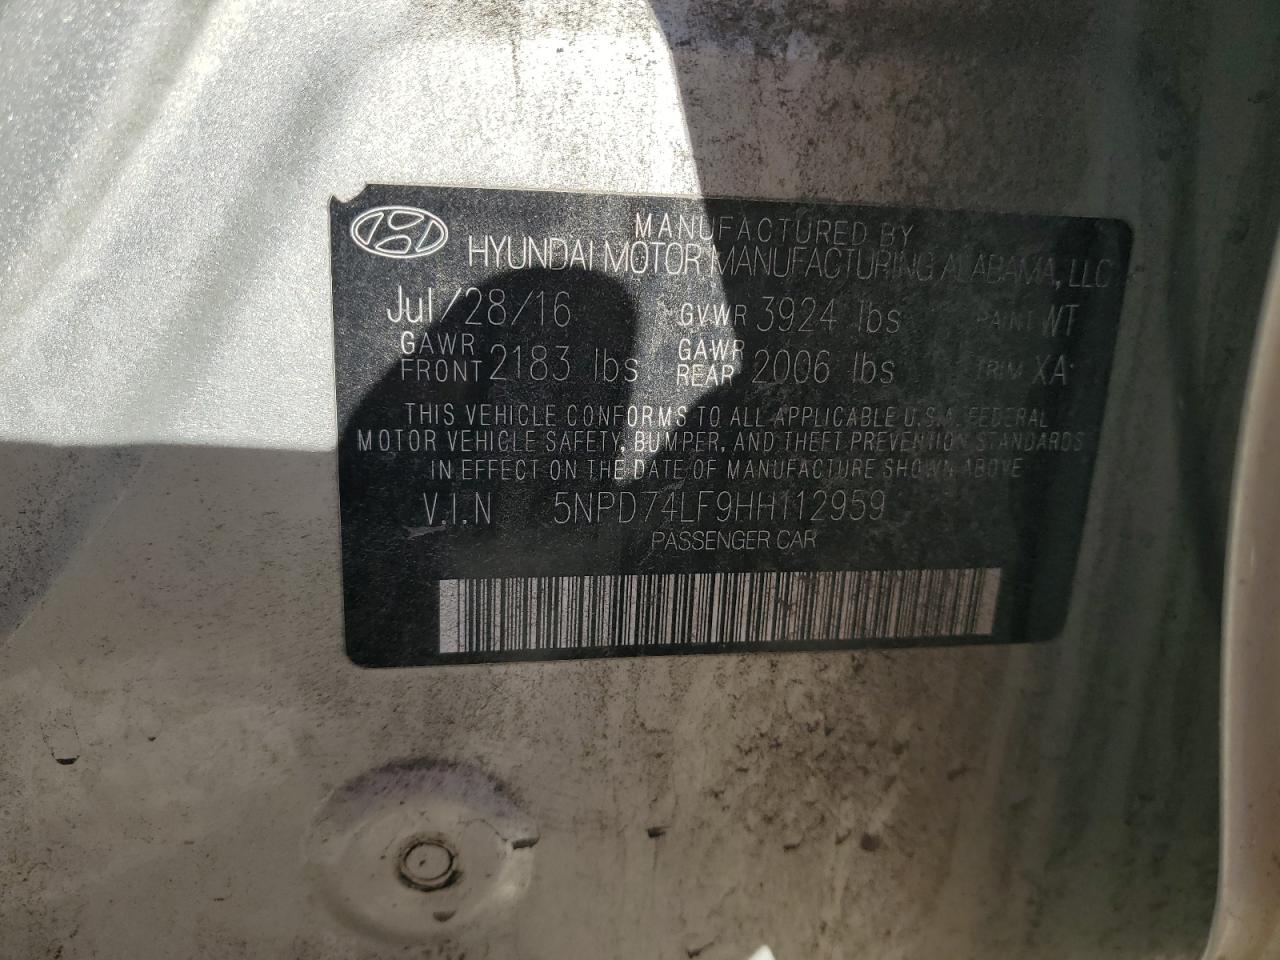 MANUFACTURED BY
HYUNDAI MOTOR MANUFACTURING ALABAMA, LLC
Jul/28/16 GVWR 3924 lbs PAINT WT
GAWR FRONT 2183 lbs GAWR REAR 2006 lbs TRIM XA
THIS VEHICLE CONFORMS TO ALL APPLICABLE U.S.A. FEDERAL
MOTOR VEHICLE SAFETY, BUMPER, AND THEFT PREVENTION STANDARDS
IN EFFECT ON THE DATE OF MANUFACTURE SHOWN ABOVE
V.I.N 5NPD74LF9HH112959
PASSENGER CAR